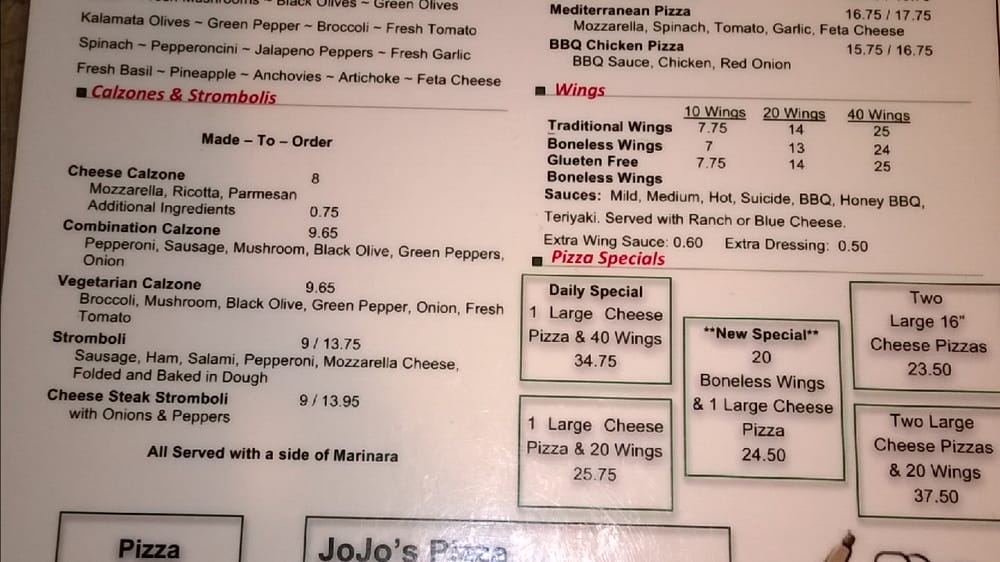 Black Olives ~ Green Olives
Kalamata Olives ~ Green Pepper ~ Broccoli ~ Fresh Tomato
Spinach ~ Pepperoncini ~ Jalapeno Peppers ~ Fresh Garlic
Fresh Basil ~ Pineapple ~ Anchovies ~ Artichoke ~ Feta Cheese
Calzones & Strombolis
Made – To – Order
Cheese Calzone 8
Mozzarella, Ricotta, Parmesan
Additional Ingredients 0.75
Combination Calzone 9.65
Pepperoni, Sausage, Mushroom, Black Olive, Green Peppers,
Onion
Vegetarian Calzone 9.65
Broccoli, Mushroom, Black Olive, Green Pepper, Onion, Fresh
Tomato
Stromboli 9 / 13.75
Sausage, Ham, Salami, Pepperoni, Mozzarella Cheese,
Folded and Baked in Dough
Cheese Steak Stromboli 9 / 13.95
with Onions & Peppers
All Served with a side of Marinara
Pizza
JoJo's Pizza
Mediterranean Pizza 16.75 / 17.75
Mozzarella, Spinach, Tomato, Garlic, Feta Cheese
BBQ Chicken Pizza 15.75 / 16.75
BBQ Sauce, Chicken, Red Onion
Wings
10 Wings 20 Wings 40 Wings
Traditional Wings 7.75 14 25
Boneless Wings 7 13 24
Glueten Free 7.75 14 25
Boneless Wings
Sauces: Mild, Medium, Hot, Suicide, BBQ, Honey BBQ,
Teriyaki. Served with Ranch or Blue Cheese.
Extra Wing Sauce: 0.60 Extra Dressing: 0.50
Pizza Specials
Daily Special
1 Large Cheese
Pizza & 40 Wings
34.75
1 Large Cheese
Pizza & 20 Wings
25.75
**New Special**
20
Boneless Wings
& 1 Large Cheese
Pizza
24.50
Two
Large 16"
Cheese Pizzas
23.50
Two Large
Cheese Pizzas
& 20 Wings
37.50